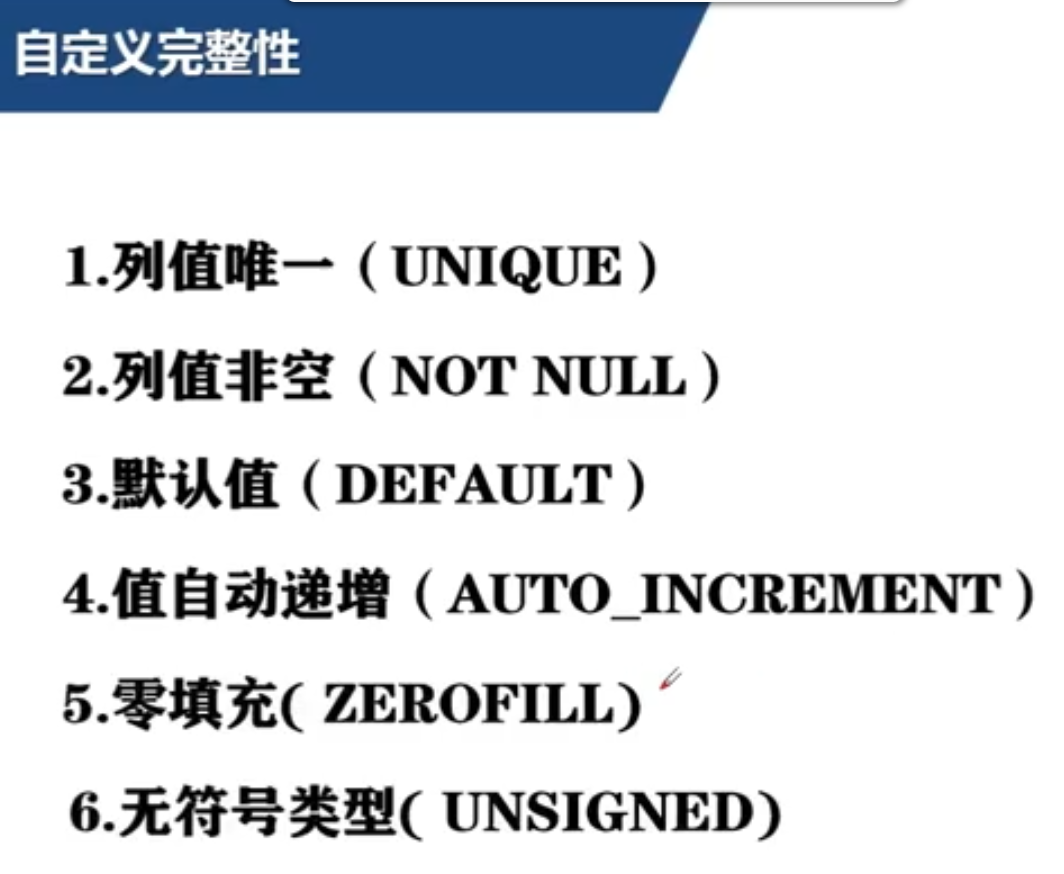 自定义完整性
1.列值唯一（UNIQUE）
2.列值非空（NOT NULL）
3.默认值（DEFAULT）
4.值自动递增（AUTO_INCREMENT）
5.零填充( ZEROFILL)
6.无符号类型( UNSIGNED)